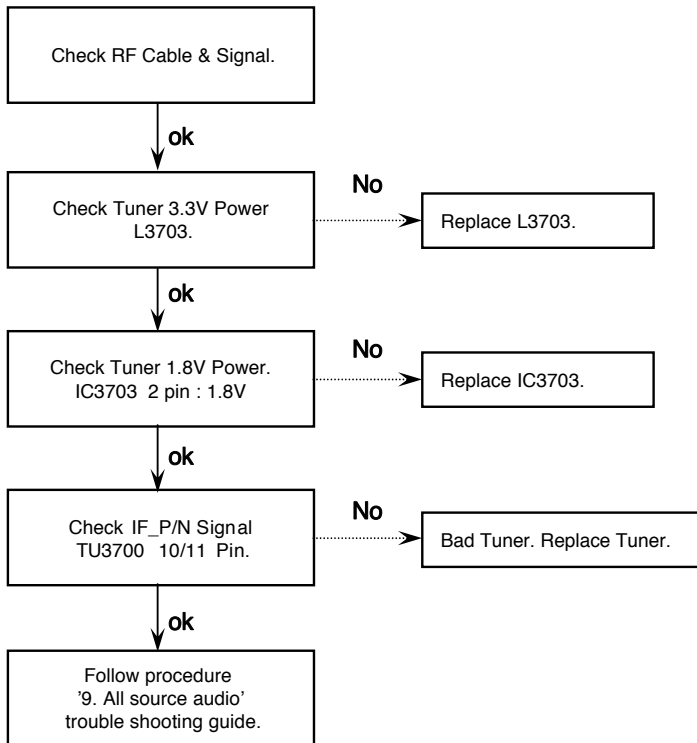 Check RF Cable & Signal.
ok
Check Tuner 3.3V Power
L3703.
No
Replace L3703.
ok
Check Tuner 1.8V Power.
IC3703 2 pin : 1.8V
No
Replace IC3703.
ok
Check IF_P/N Signal
TU3700 10/11 Pin.
No
Bad Tuner. Replace Tuner.
ok
Follow procedure
'9. All source audio'
trouble shooting guide.